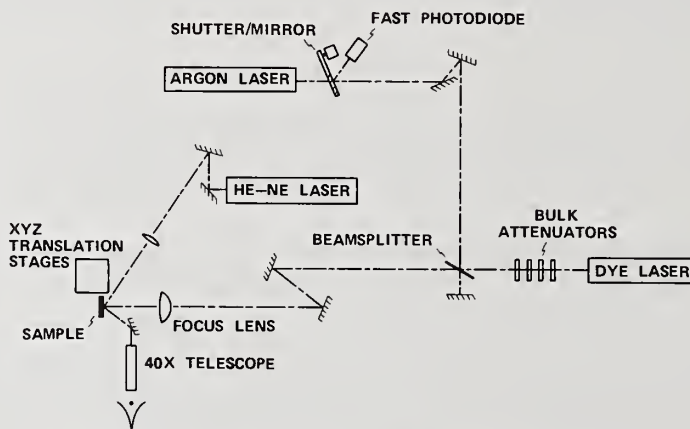 FAST PHOTODIODE
SHUTTER/MIRROR
ARGON LASER
HE–NE LASER
XYZ
TRANSLATION
STAGES
BEAMSPLITTER
BULK
ATTENUATORS
DYE LASER
SAMPLE
FOCUS LENS
40X TELESCOPE